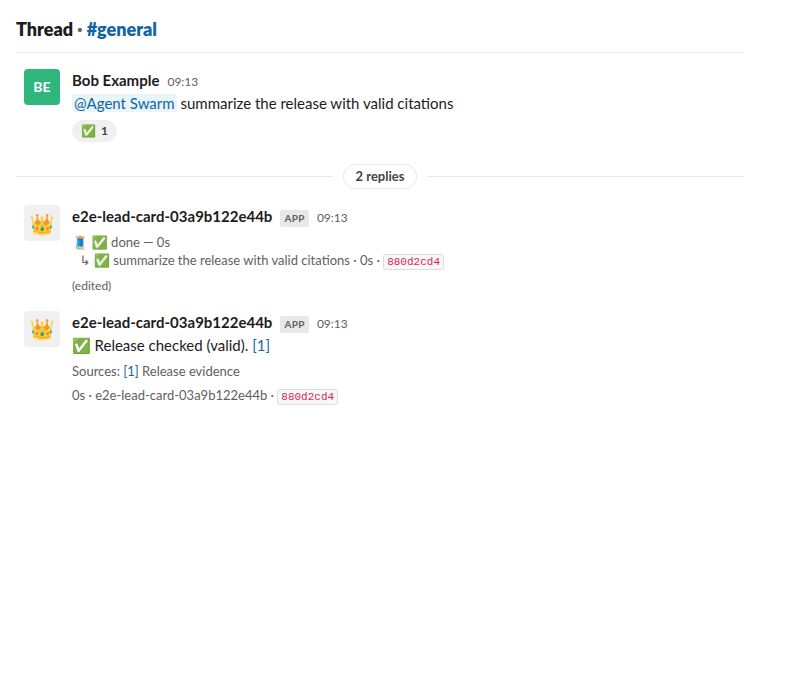 Thread • #general
BE
Bob Example 09:13
@Agent Swarm summarize the release with valid citations
✅ 1
2 replies
e2e-lead-card-03a9b122e44b APP 09:13
🧵 ✅ done — 0s
↳ ✅ summarize the release with valid citations · 0s · 880d2cd4
(edited)
e2e-lead-card-03a9b122e44b APP 09:13
✅ Release checked (valid). [1]
Sources: [1] Release evidence
0s · e2e-lead-card-03a9b122e44b · 880d2cd4